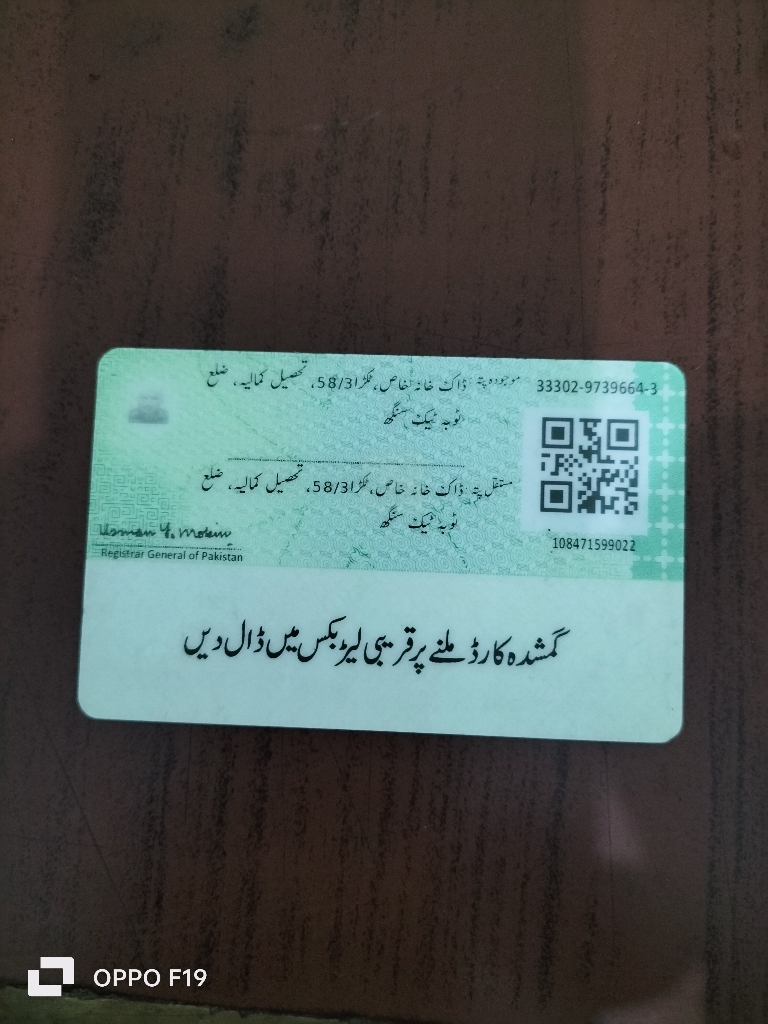 موجودہ پتہ ڈاک خانہ خاص، ٹکڑا 58/3، تحصیل کمالیہ، ضلع
ٹوبہ ٹیک سنگھ
33302-9739664-3
مستقل پتہ ڈاک خانہ خاص، ٹکڑا 58/3، تحصیل کمالیہ، ضلع
ٹوبہ ٹیک سنگھ
108471599022
Usman Y. Mobin
Registrar General of Pakistan
گمشدہ کارڈ ملنے پر قریبی لیٹر بکس میں ڈال دیں
OPPO F19